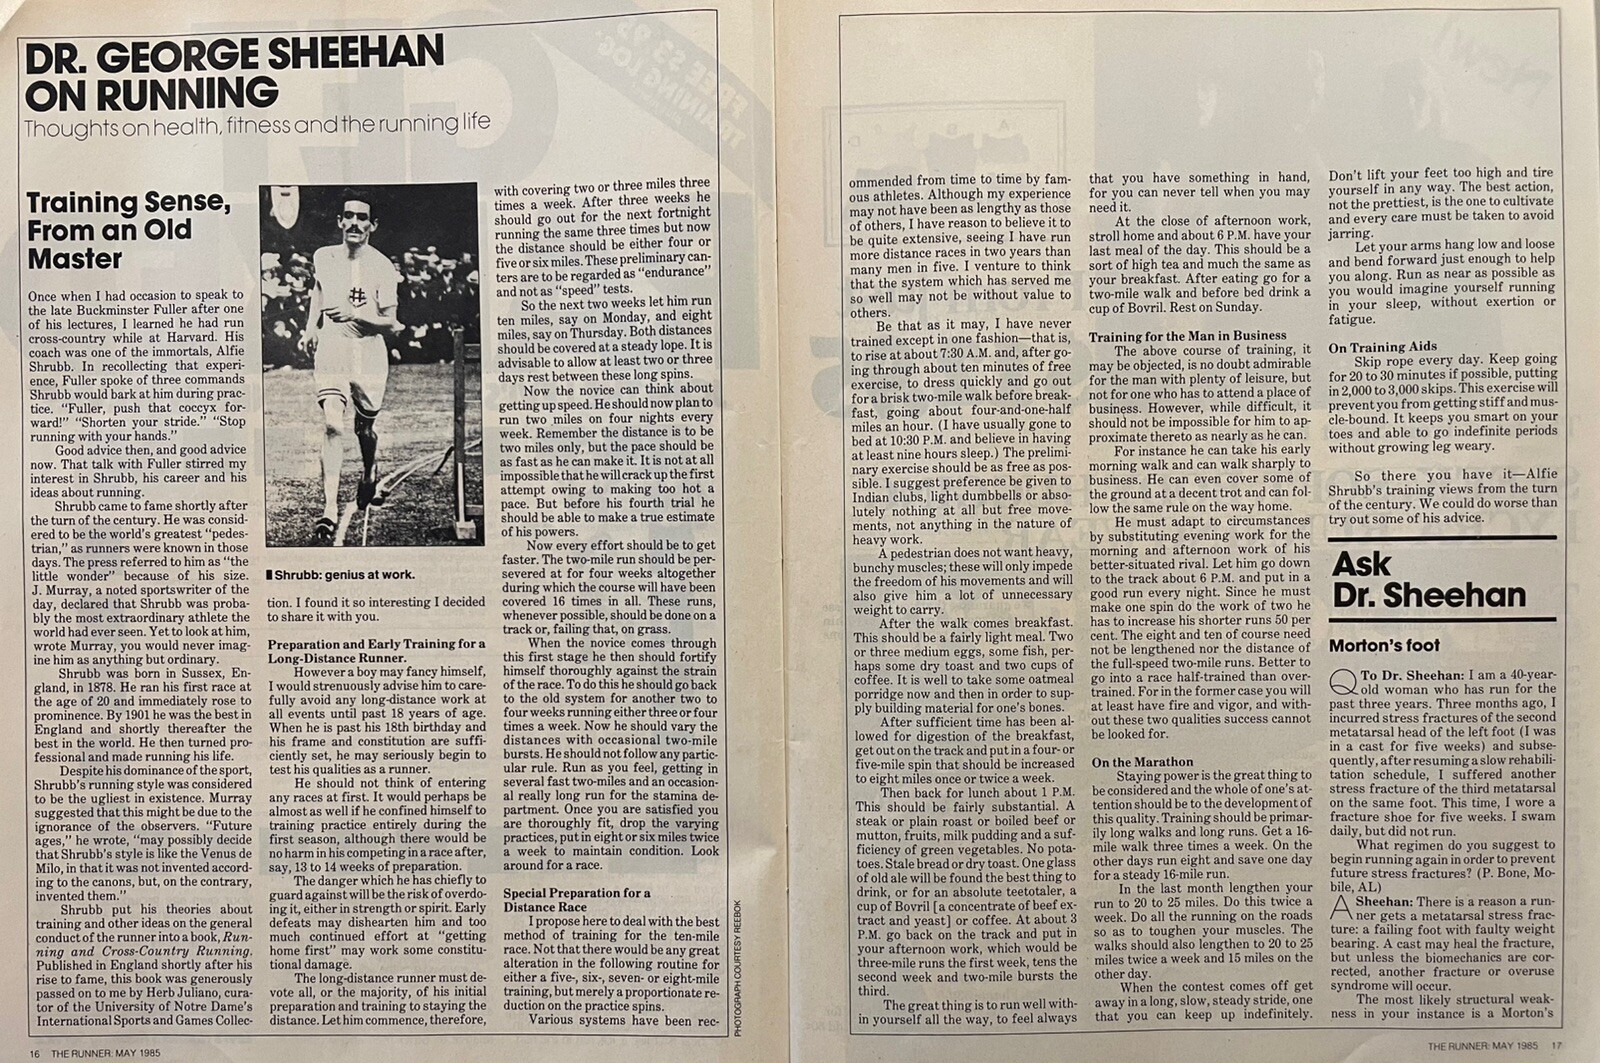 DR. GEORGE SHEEHAN
ON RUNNING
Thoughts on health, fitness and the running life
Training Sense,
From an Old
Master
Once when I had occasion to speak to
the late Buckminster Fuller after one
of his lectures, I learned he had run
cross-country while at Harvard. His
coach was one of the immortals, Alfie
Shrubb. In recollecting that experi-
ence, Fuller spoke of three commands
Shrubb would bark at him during prac-
tice. “Fuller, push that coccyx for-
ward!” “Shorten your stride.” “Stop
running with your hands.”
Good advice then, and good advice
now. That talk with Fuller stirred my
interest in Shrubb, his career and his
ideas about running.
Shrubb came to fame shortly after
the turn of the century. He was consid-
ered to be the world's greatest “pedes-
trian,” as runners were known in those
days. The press referred to him as “the
little wonder” because of his size.
J. Murray, a noted sportswriter of the
day, declared that Shrubb was proba-
bly the most extraordinary athlete the
world had ever seen. Yet to look at him,
wrote Murray, you would never imag-
ine him as anything but ordinary.
Shrubb was born in Sussex, En-
gland, in 1878. He ran his first race at
the age of 20 and immediately rose to
prominence. By 1901 he was the best in
England and shortly thereafter the
best in the world. He then turned pro-
fessional and made running his life.
Despite his dominance of the sport,
Shrubb's running style was considered
to be the ugliest in existence. Murray
suggested that this might be due to the
ignorance of the observers. “Future
ages,” he wrote, “may possibly decide
that Shrubb's style is like the Venus de
Milo, in that it was not invented accord-
ing to the canons, but, on the contrary,
invented them.”
Shrubb put his theories about
training and other ideas on the general
conduct of the runner into a book, Run-
ning and Cross-Country Running.
Published in England shortly after his
rise to fame, this book was generously
passed on to me by Herb Juliano, cura-
tor of the University of Notre Dame's
International Sports and Games Collec-
Shrubb: genius at work.
tion. I found it so interesting I decided
to share it with you.
Preparation and Early Training for a
Long-Distance Runner.
However a boy may fancy himself,
I would strenuously advise him to care-
fully avoid any long-distance work at
all events until past 18 years of age.
When he is past his 18th birthday and
his frame and constitution are suffi-
ciently set, he may seriously begin to
test his qualities as a runner.
He should not think of entering
any races at first. It would perhaps be
almost as well if he confined himself to
training practice entirely during the
first season, although there would be
no harm in his competing in a race after,
say, 13 to 14 weeks of preparation.
The danger which he has chiefly to
guard against will be the risk of overdo-
ing it, either in strength or spirit. Early
defeats may dishearten him and too
much continued effort at “getting
home first” may work some constitu-
tional damage.
The long-distance runner must de-
vote all, or the majority, of his initial
preparation and training to staying the
distance. Let him commence, therefore,
with covering two or three miles three
times a week. After three weeks he
should go out for the next fortnight
running the same three times but now
the distance should be either four or
five or six miles. These preliminary can-
ters are to be regarded as “endurance”
and not as “speed” tests.
So the next two weeks let him run
ten miles, say on Monday, and eight
miles, say on Thursday. Both distances
should be covered at a steady lope. It is
advisable to allow at least two or three
days rest between these long spins.
Now the novice can think about
getting up speed. He should now plan to
run two miles on four nights every
week. Remember the distance is to be
two miles only, but the pace should be
as fast as he can make it. It is not at all
impossible that he will crack up the first
attempt owing to making too hot a
pace. But before his fourth trial he
should be able to make a true estimate
of his powers.
Now every effort should be to get
faster. The two-mile run should be per-
severed at for four weeks altogether
during which the course will have been
covered 16 times in all. These runs,
whenever possible, should be done on a
track or, failing that, on grass.
When the novice comes through
this first stage he then should fortify
himself thoroughly against the strain
of the race. To do this he should go back
to the old system for another two to
four weeks running either three or four
times a week. Now he should vary the
distances with occasional two-mile
bursts. He should not follow any partic-
ular rule. Run as you feel, getting in
several fast two-miles and an occasion-
al really long run for the stamina de-
partment. Once you are satisfied you
are thoroughly fit, drop the varying
practices, put in eight or six miles twice
a week to maintain condition. Look
around for a race.
Special Preparation for a
Distance Race
I propose here to deal with the best
method of training for the ten-mile
race. Not that there would be any great
alteration in the following routine for
either a five-, six-, seven- or eight-mile
training, but merely a proportionate re-
duction on the practice spins.
Various systems have been rec-
PHOTOGRAPH COURTESY REEBOK
16 THE RUNNER: MAY 1985
ommended from time to time by fam-
ous athletes. Although my experience
may not have been as lengthy as those
of others, I have reason to believe it to
be quite extensive, seeing I have run
more distance races in two years than
many men in five. I venture to think
that the system which has served me
so well may not be without value to
others.
Be that as it may, I have never
trained except in one fashion—that is,
to rise at about 7:30 A.M. and, after go-
ing through about ten minutes of free
exercise, to dress quickly and go out
for a brisk two-mile walk before break-
fast, going about four-and-one-half
miles an hour. (I have usually gone to
bed at 10:30 P.M. and believe in having
at least nine hours sleep.) The prelimi-
nary exercise should be as free as pos-
sible. I suggest preference be given to
Indian clubs, light dumbbells or abso-
lutely nothing at all but free move-
ments, not anything in the nature of
heavy work.
A pedestrian does not want heavy,
bunchy muscles; these will only impede
the freedom of his movements and will
also give him a lot of unnecessary
weight to carry.
After the walk comes breakfast.
This should be a fairly light meal. Two
or three medium eggs, some fish, per-
haps some dry toast and two cups of
coffee. It is well to take some oatmeal
porridge now and then in order to sup-
ply building material for one's bones.
After sufficient time has been al-
lowed for digestion of the breakfast,
get out on the track and put in a four- or
five-mile spin that should be increased
to eight miles once or twice a week.
Then back for lunch about 1 P.M.
This should be fairly substantial. A
steak or plain roast or boiled beef or
mutton, fruits, milk pudding and a suf-
ficiency of green vegetables. No pota-
toes. Stale bread or dry toast. One glass
of old ale will be found the best thing to
drink, or for an absolute teetotaler, a
cup of Bovril [a concentrate of beef ex-
tract and yeast] or coffee. At about 3
P.M. go back on the track and put in
your afternoon work, which would be
three-mile runs the first week, tens the
second week and two-mile bursts the
third.
The great thing is to run well with-
in yourself all the way, to feel always
that you have something in hand,
for you can never tell when you may
need it.
At the close of afternoon work,
stroll home and about 6 P.M. have your
last meal of the day. This should be a
sort of high tea and much the same as
your breakfast. After eating go for a
two-mile walk and before bed drink a
cup of Bovril. Rest on Sunday.
Training for the Man in Business
The above course of training, it
may be objected, is no doubt admirable
for the man with plenty of leisure, but
not for one who has to attend a place of
business. However, while difficult, it
should not be impossible for him to ap-
proximate thereto as nearly as he can.
For instance he can take his early
morning walk and can walk sharply to
business. He can even cover some of
the ground at a decent trot and can fol-
low the same rule on the way home.
He must adapt to circumstances
by substituting evening work for the
morning and afternoon work of his
better-situated rival. Let him go down
to the track about 6 P.M. and put in a
good run every night. Since he must
make one spin do the work of two he
has to increase his shorter runs 50 per
cent. The eight and ten of course need
not be lengthened nor the distance of
the full-speed two-mile runs. Better to
go into a race half-trained than over-
trained. For in the former case you will
at least have fire and vigor, and with-
out these two qualities success cannot
be looked for.
On the Marathon
Staying power is the great thing to
be considered and the whole of one's at-
tention should be to the development of
this quality. Training should be primar-
ily long walks and long runs. Get a 16-
mile walk three times a week. On the
other days run eight and save one day
for a steady 16-mile run.
In the last month lengthen your
run to 20 to 25 miles. Do this twice a
week. Do all the running on the roads
so as to toughen your muscles. The
walks should also lengthen to 20 to 25
miles twice a week and 15 miles on the
other day.
When the contest comes off get
away in a long, slow, steady stride, one
that you can keep up indefinitely.
Don't lift your feet too high and tire
yourself in any way. The best action,
not the prettiest, is the one to cultivate
and every care must be taken to avoid
jarring.
Let your arms hang low and loose
and bend forward just enough to help
you along. Run as near as possible as
you would imagine yourself running
in your sleep, without exertion or
fatigue.
On Training Aids
Skip rope every day. Keep going
for 20 to 30 minutes if possible, putting
in 2,000 to 3,000 skips. This exercise will
prevent you from getting stiff and mus-
cle-bound. It keeps you smart on your
toes and able to go indefinite periods
without growing leg weary.
So there you have it—Alfie
Shrubb's training views from the turn
of the century. We could do worse than
try out some of his advice.
Ask
Dr. Sheehan
Morton's foot
Q To Dr. Sheehan: I am a 40-year-
old woman who has run for the
past three years. Three months ago, I
incurred stress fractures of the second
metatarsal head of the left foot (I was
in a cast for five weeks) and subse-
quently, after resuming a slow rehabili-
tation schedule, I suffered another
stress fracture of the third metatarsal
on the same foot. This time, I wore a
fracture shoe for five weeks. I swam
daily, but did not run.
What regimen do you suggest to
begin running again in order to prevent
future stress fractures? (P. Bone, Mo-
bile, AL)
A Sheehan: There is a reason a run-
ner gets a metatarsal stress frac-
ture: a failing foot with faulty weight
bearing. A cast may heal the fracture,
but unless the biomechanics are cor-
rected, another fracture or overuse
syndrome will occur.
The most likely structural weak-
ness in your instance is a Morton's
THE RUNNER: MAY 1985 17